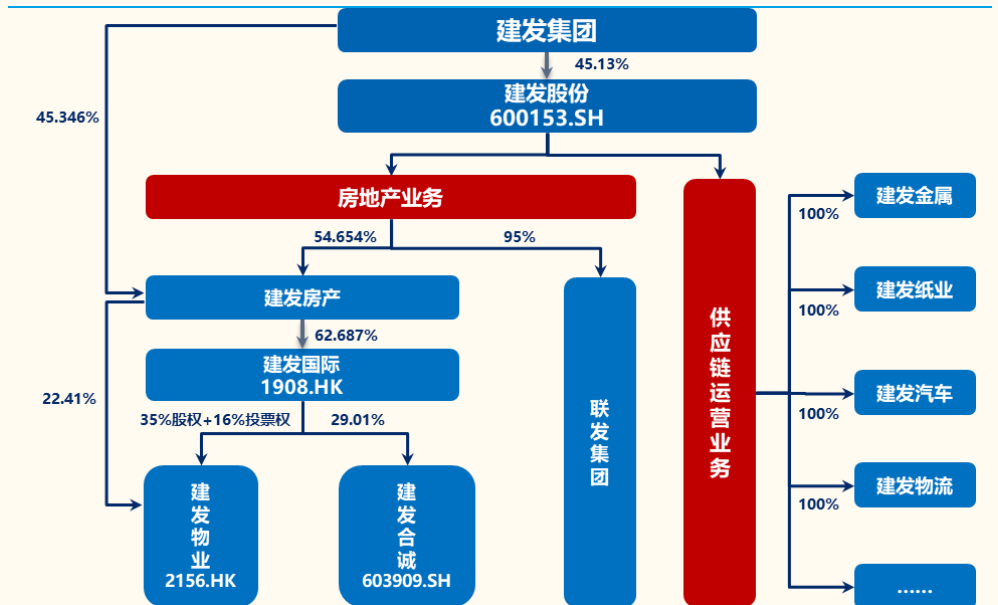 建发集团
45.13%
建发股份
600153.SH
45.346%
房地产业务
54.654%
95%
建发房产
62.687%
建发国际
1908.HK
22.41%
35%股权+16%投票权
29.01%
建发物业
2156.HK
建发合诚
603909.SH
联发集团
供应链运营业务
建发金属
100%
建发纸业
100%
建发汽车
100%
建发物流
100%
……